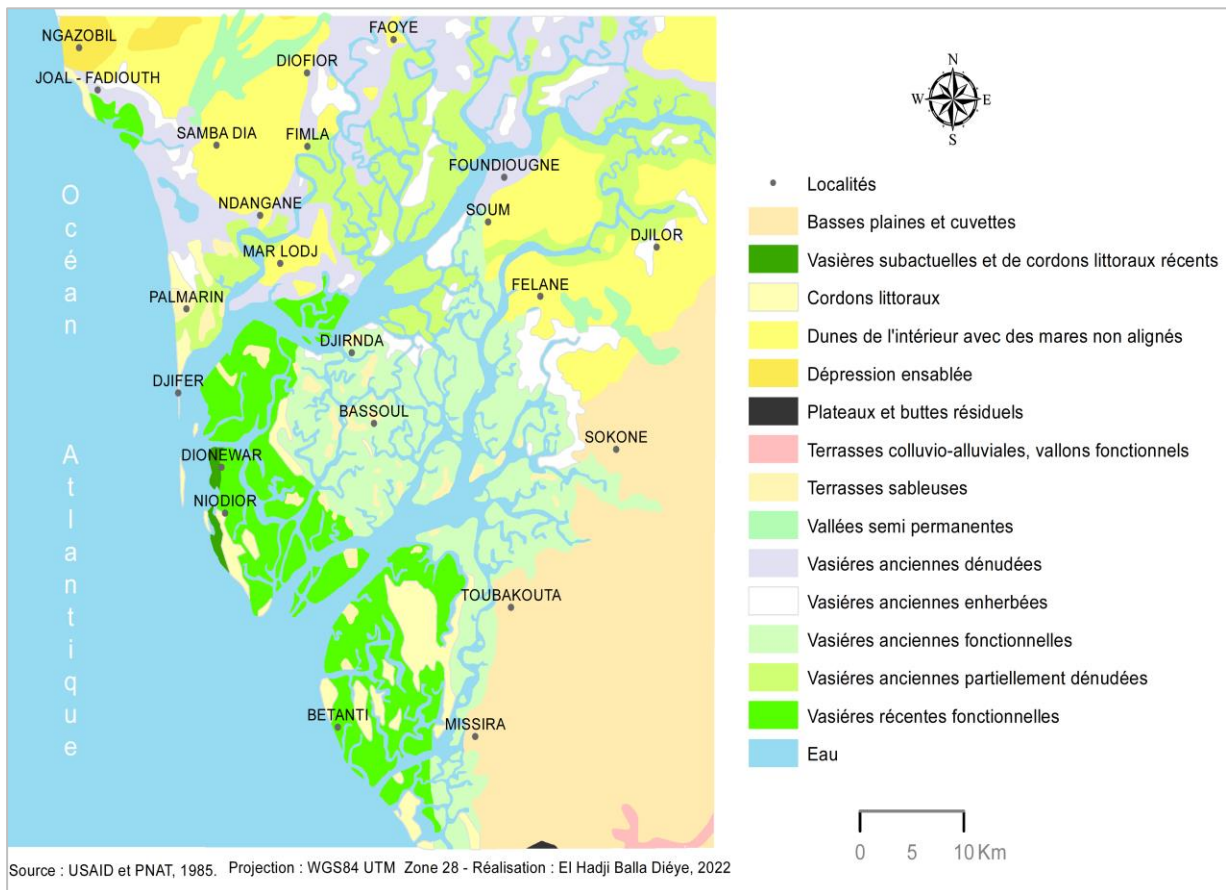 FAOYE
NGAZOBIL
DIOFIOR
JOAL - FADIOUTH
SAMBA DIA
FIMLA
FOUNDIOUGNE
NDANGANE
SOUM
DJILOR
MAR LODJ
FELANE
PALMARIN
DJIRNDA
DJIFER
BASSOUL
SOKONE
DIONEWAR
NIODIOR
TOUBAKOUTA
BETANTI
MISSIRA
Océan
Atlantique
N
W E
S
Localités
Basses plaines et cuvettes
Vasières subactuelles et de cordons littoraux récents
Cordons littoraux
Dunes de l'intérieur avec des mares non alignés
Dépression ensablée
Plateaux et buttes résiduels
Terrasses colluvio-alluviales, vallons fonctionnels
Terrasses sableuses
Vallées semi permanentes
Vasiéres anciennes dénudées
Vasiéres anciennes enherbées
Vasiéres anciennes fonctionnelles
Vasiéres anciennes partiellement dénudées
Vasiéres récentes fonctionnelles
Eau
0 5 10 Km
Source : USAID et PNAT, 1985. Projection : WGS84 UTM Zone 28 - Réalisation : El Hadji Balla Diéye, 2022